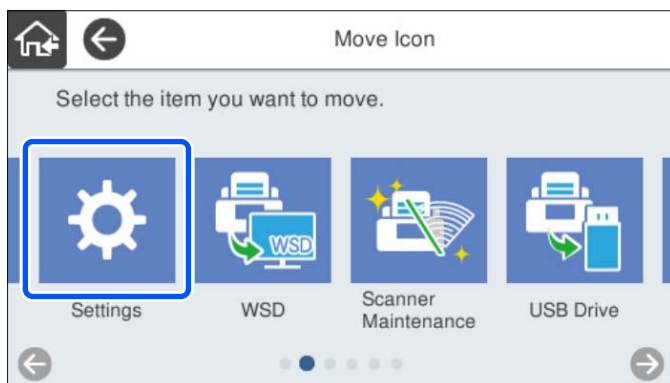 Move Icon
Select the item you want to move.
WSD
Settings
WSD
Scanner
Maintenance
USB Drive